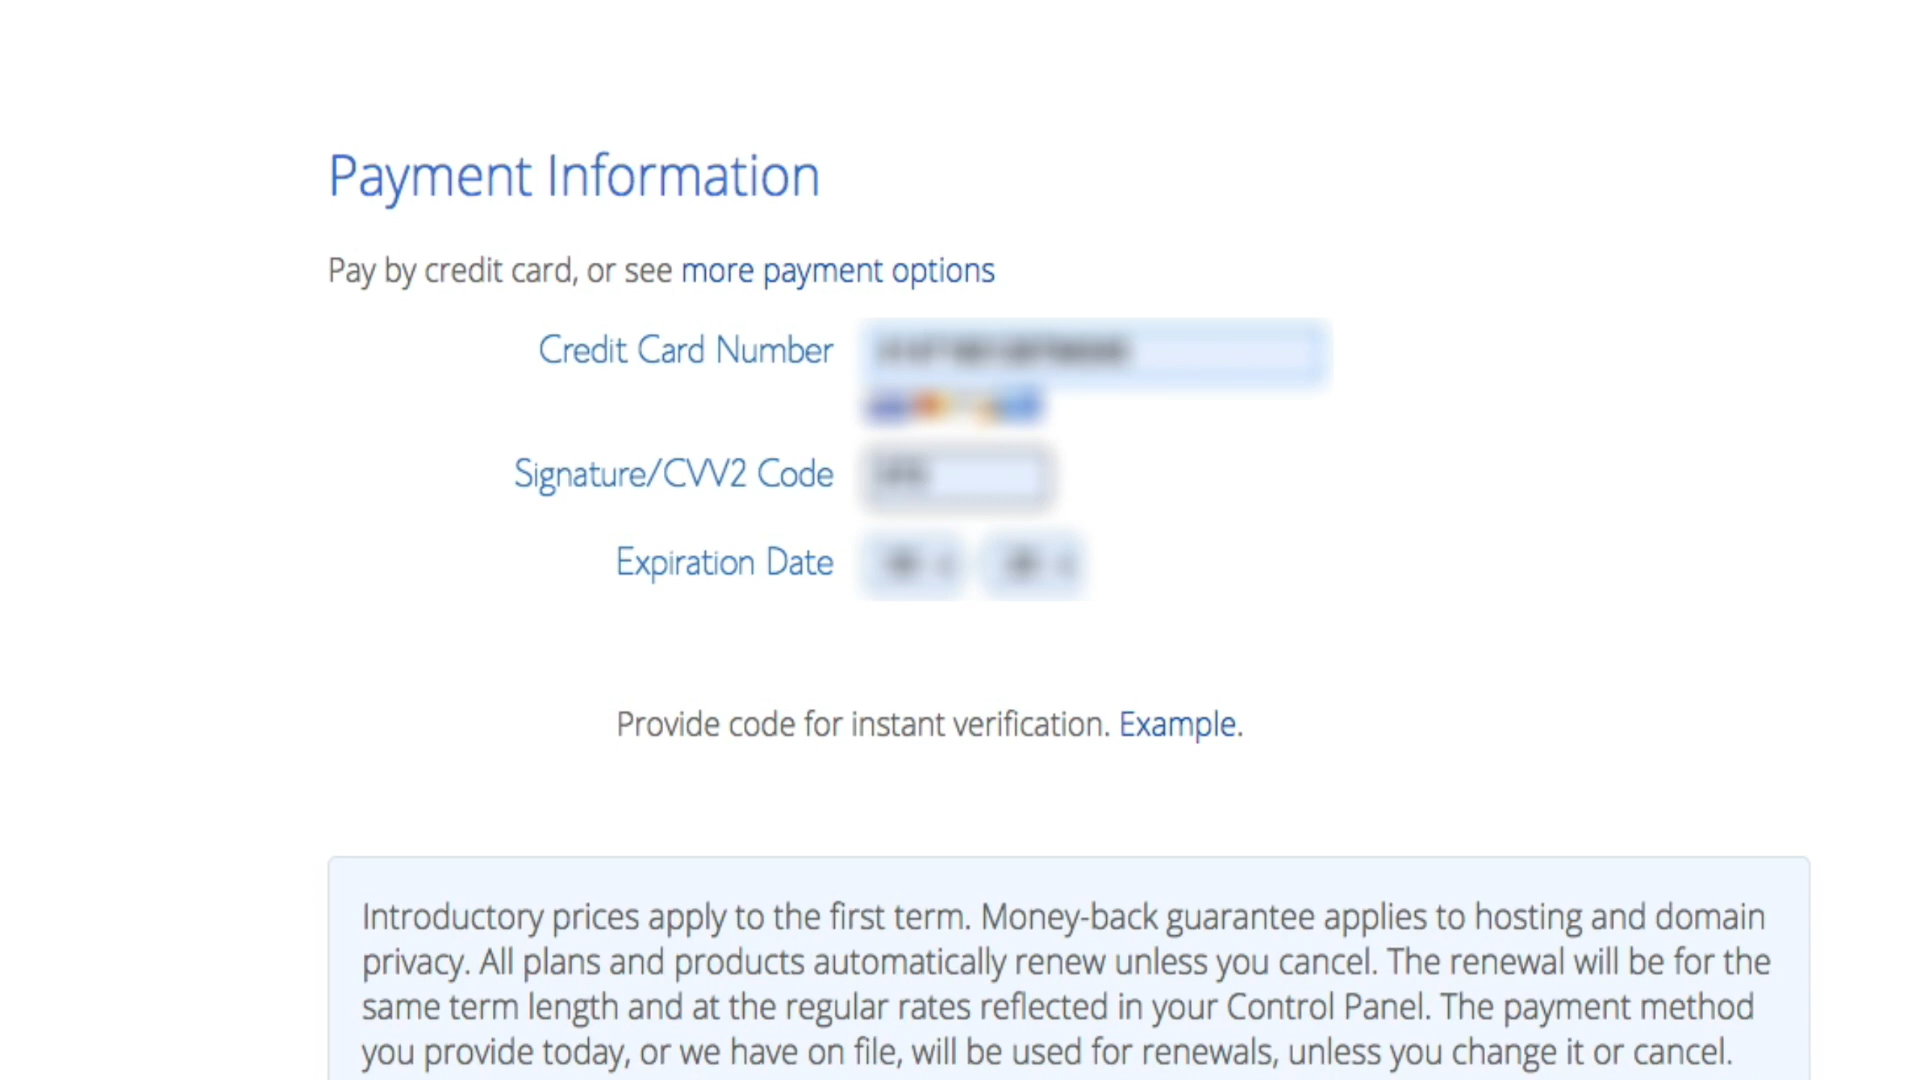 Payment Information
Pay by credit card, or see more payment options
Credit Card Number
Signature/CVV2 Code
Expiration Date
Provide code for instant verification. Example.
Introductory prices apply to the first term. Money-back guarantee applies to hosting and domain
privacy. All plans and products automatically renew unless you cancel. The renewal will be for the
same term length and at the regular rates reflected in your Control Panel. The payment method
you provide today, or we have on file, will be used for renewals, unless you change it or cancel.